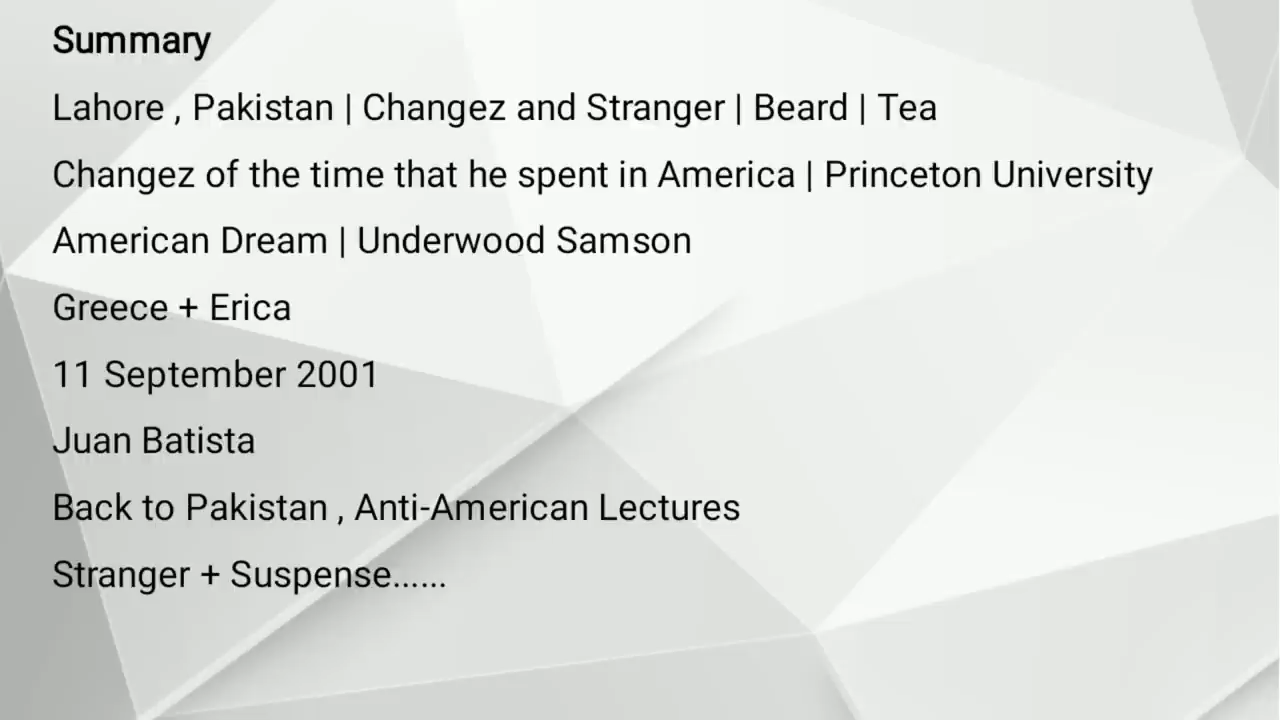 Summary
Lahore , Pakistan | Changez and Stranger | Beard | Tea
Changez of the time that he spent in America | Princeton University
American Dream | Underwood Samson
Greece + Erica
11 September 2001
Juan Batista
Back to Pakistan , Anti-American Lectures
Stranger + Suspense......